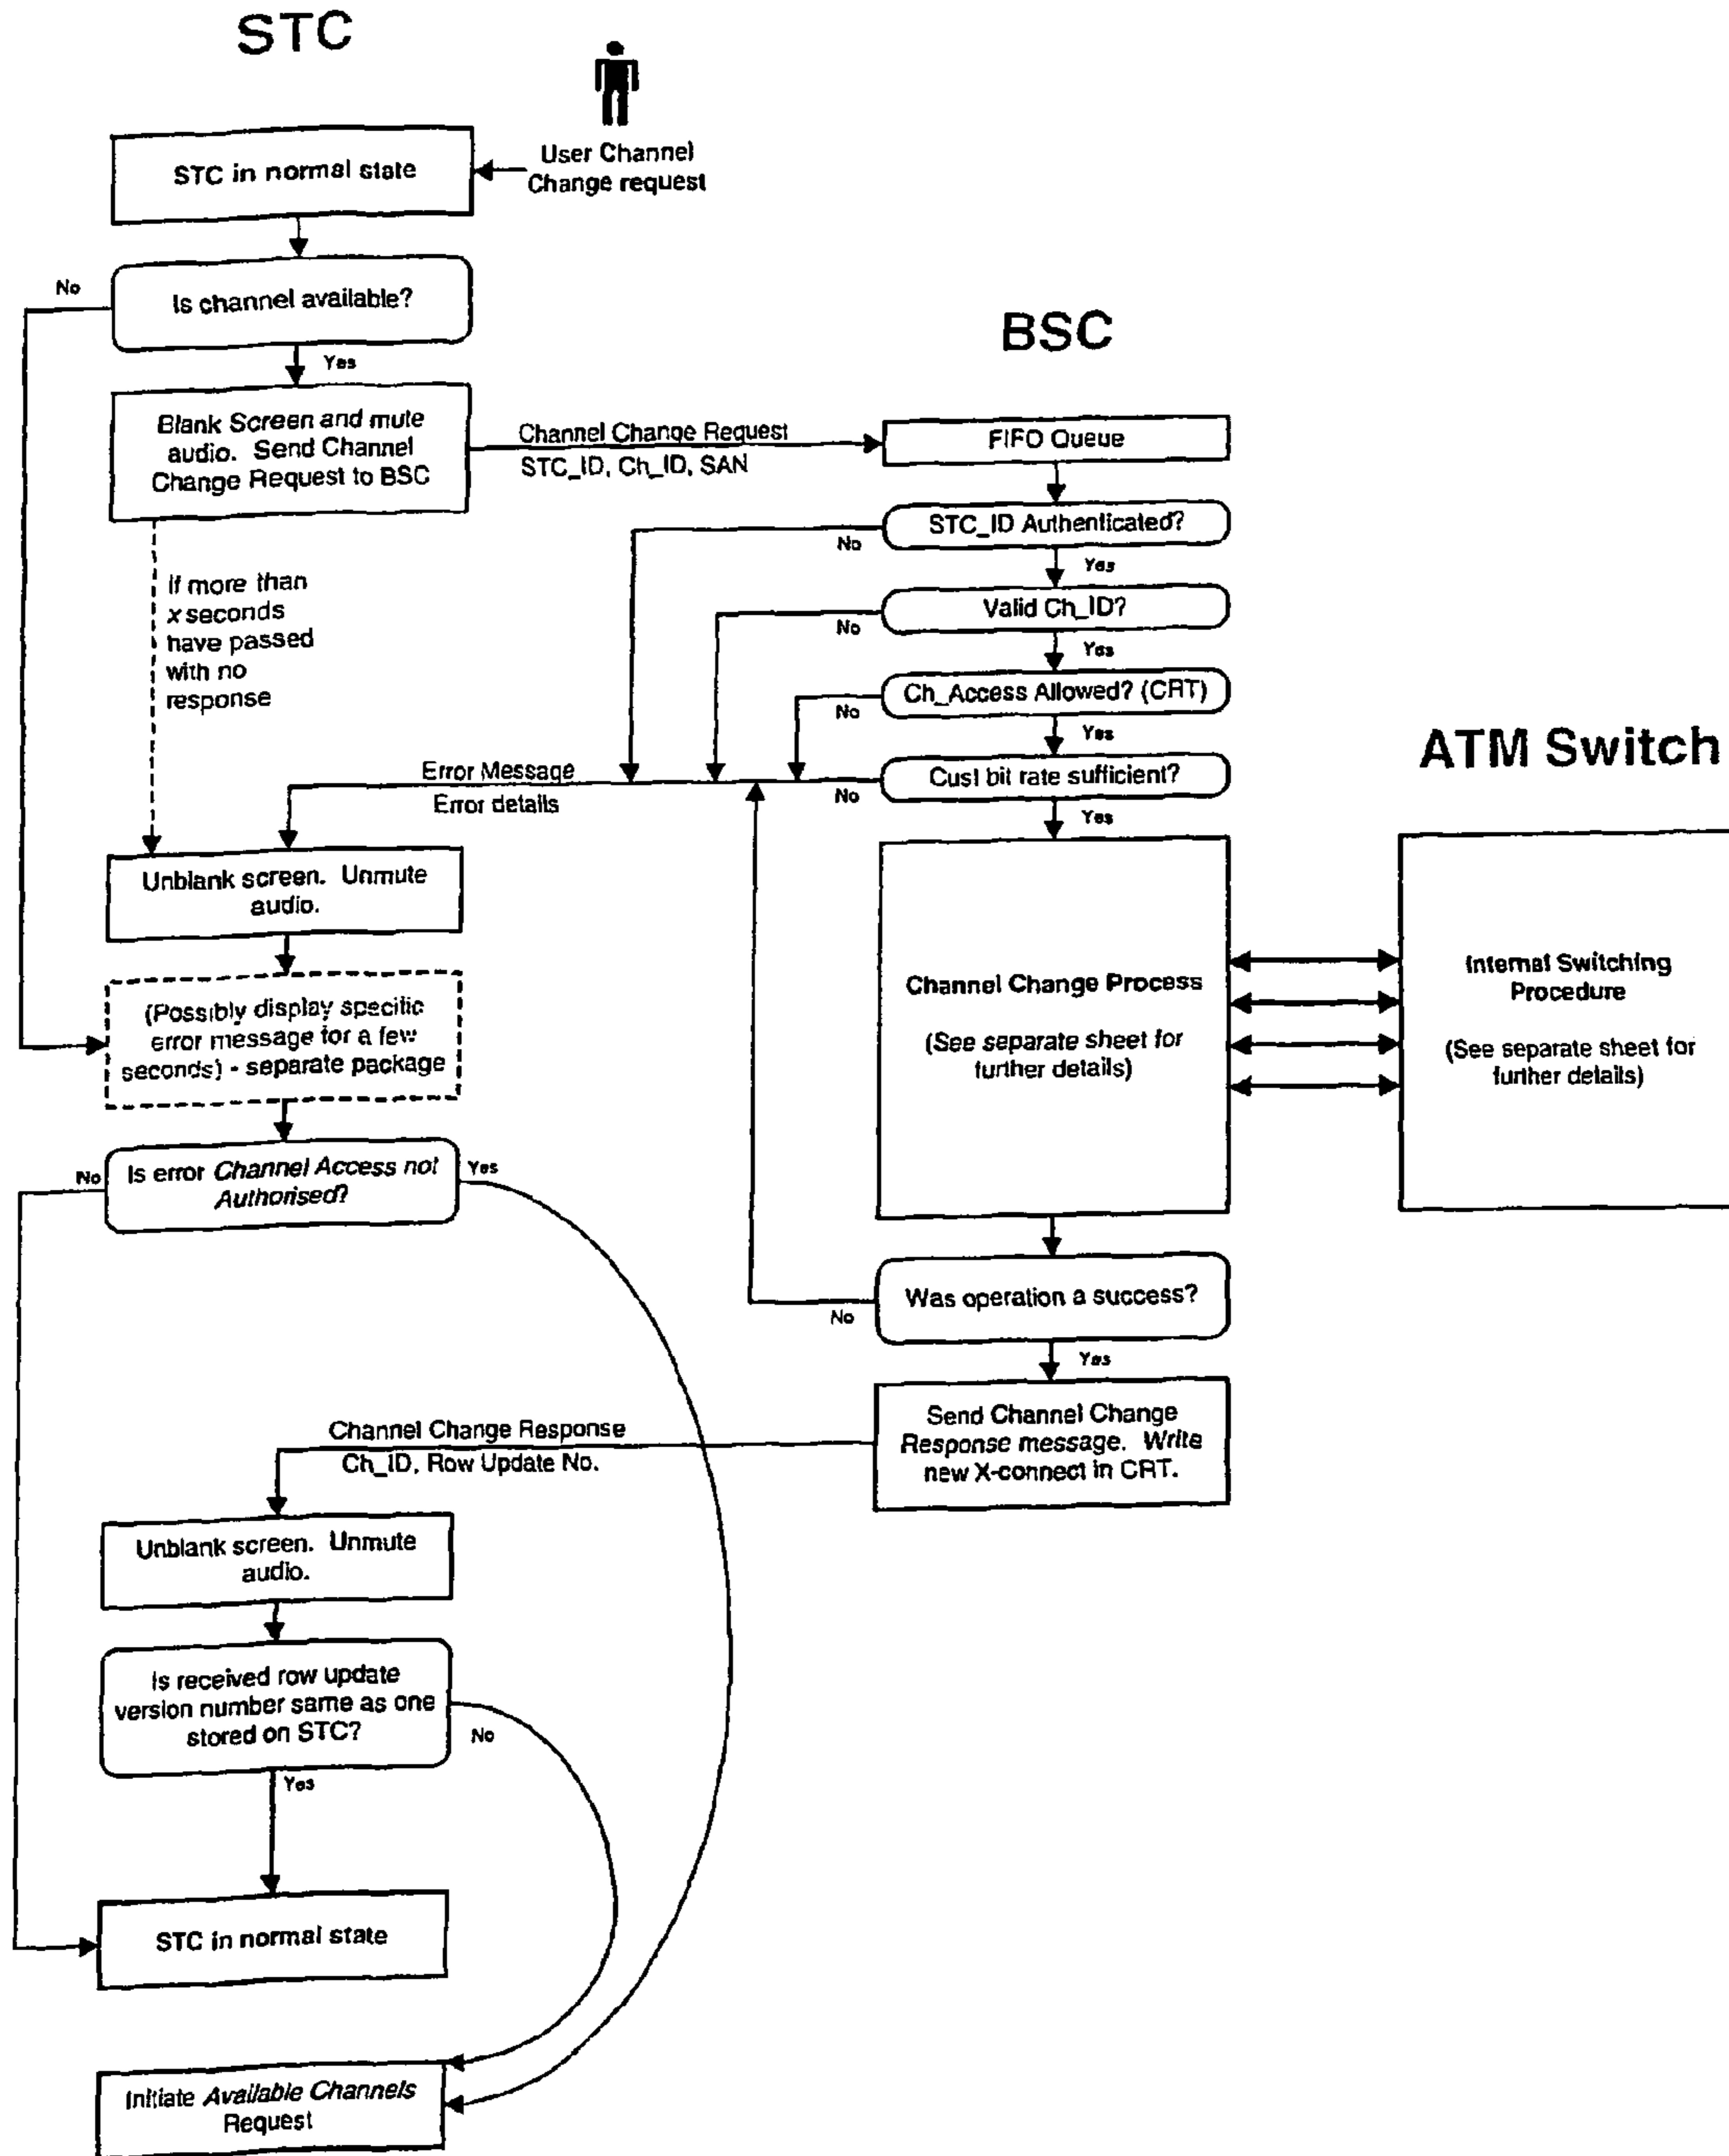 STC
User Channel
Change request
STC in normal state
Is channel available?
No
Yes
Blank Screen and mute
audio. Send Channel
Change Request to BSC
Channel Change Request
STC_ID, Ch_ID, SAN
If more than
x seconds
have passed
with no
response
BSC
FIFO Queue
STC_ID Authenticated?
No
Yes
Valid Ch_ID?
No
Yes
Ch_Access Allowed? (CRT)
No
Yes
Cust bit rate sufficient?
No
Yes
Error Message
Error details
Unblank screen. Unmute
audio.
(Possibly display specific
error message for a few
seconds) - separate package
Is error Channel Access not
Authorised?
No
Yes
Channel Change Process
(See separate sheet for
further details)
ATM Switch
Internal Switching
Procedure
(See separate sheet for
further details)
Was operation a success?
No
Yes
Send Channel Change
Response message. Write
new X-connect in CRT.
Channel Change Response
Ch_ID, Row Update No.
Unblank screen. Unmute
audio.
Is received row update
version number same as one
stored on STC?
No
Yes
STC in normal state
Initiate Available Channels
Request